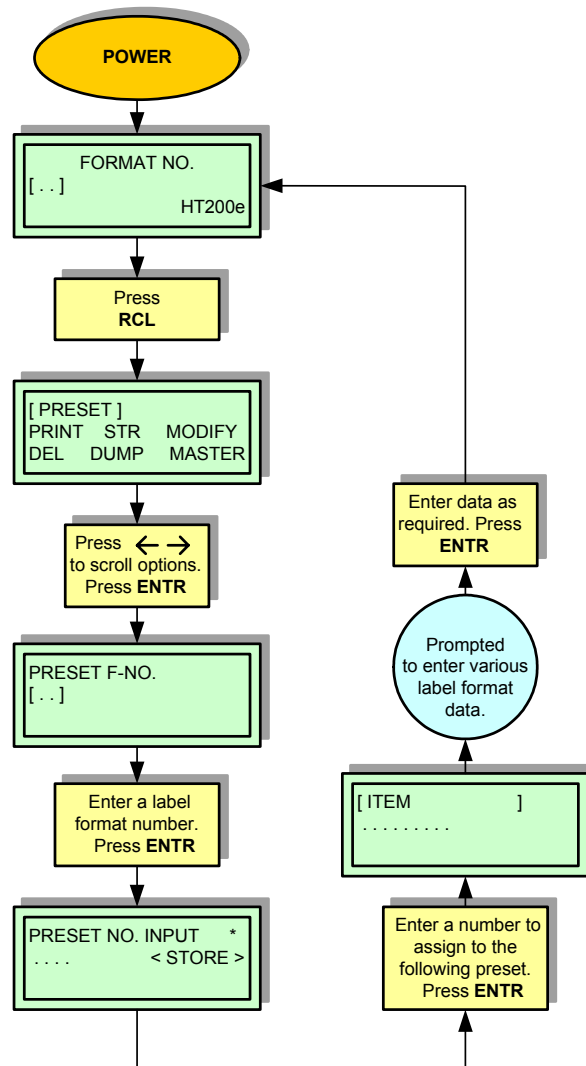 POWER
FORMAT NO.
[ . . ]
HT200e
Press
RCL
[ PRESET ]
PRINT STR MODIFY
DEL DUMP MASTER
Press ← →
to scroll options.
Press ENTR
PRESET F-NO.
[ . . ]
Enter a label
format number.
Press ENTR
PRESET NO. INPUT *
. . . . < STORE >
Enter a number to
assign to the
following preset.
Press ENTR
[ ITEM ]
. . . . . . . . .
Prompted
to enter various
label format
data.
Enter data as
required. Press
ENTR